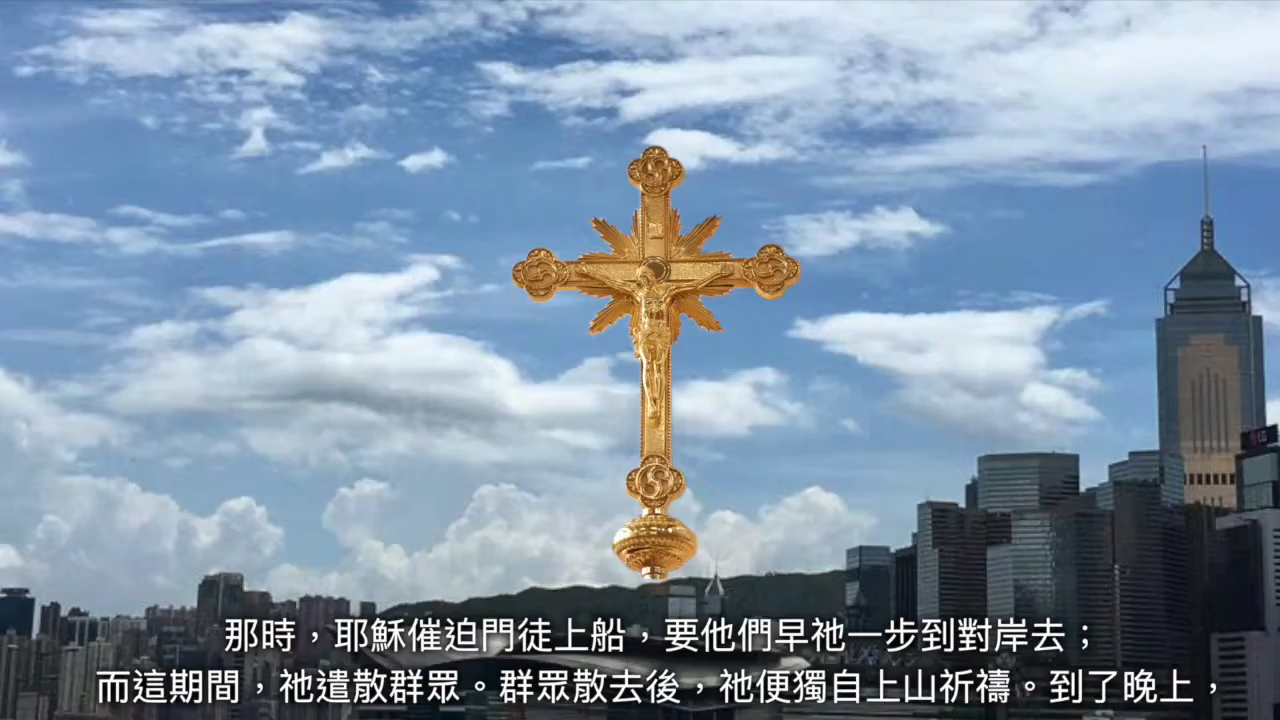 那時，耶穌催迫門徒上船，要他們早祂一步到對岸去；
而這期間，祂遣散群眾。群眾散去後，祂便獨自上山祈禱。到了晚上，